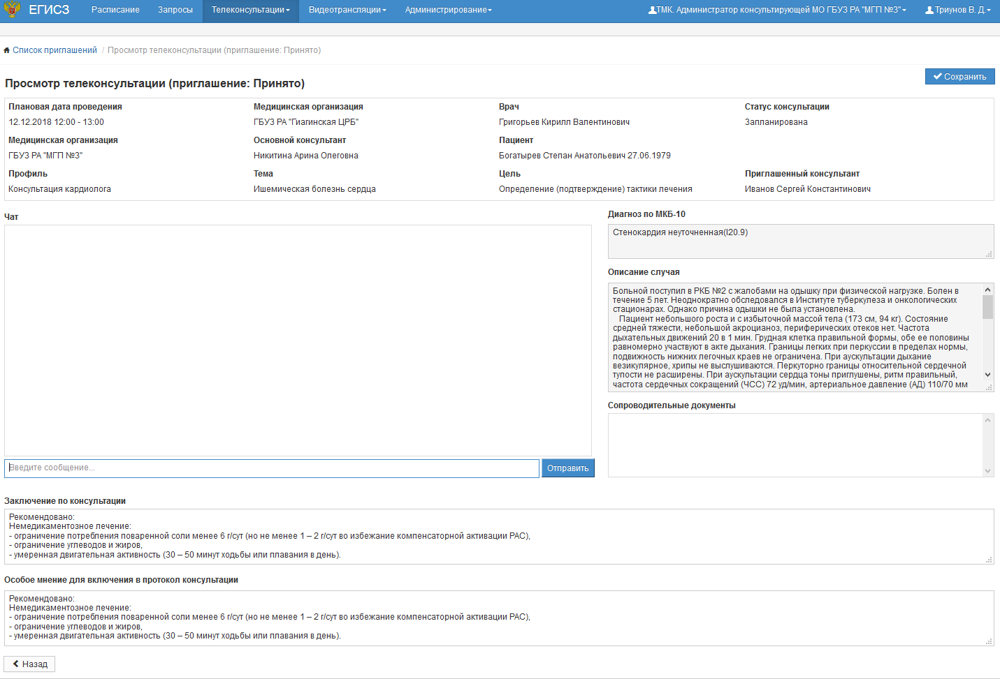 ЕГИСЗ Расписание Запросы Телеконсультации Видеотрансляции Администрирование ТМК. Администратор консультирующей МО ГБУЗ РА "МГП №3" Триунов В. Д.
Список приглашений / Просмотр телеконсультации (приглашение: Принято)
Сохранить
Просмотр телеконсультации (приглашение: Принято)
Плановая дата проведения Медицинская организация Врач Статус консультации
12.12.2018 12:00 - 13:00 ГБУЗ РА "Гиагинская ЦРБ" Григорьев Кирилл Валентинович Запланирована
Медицинская организация Основной консультант Пациент
ГБУЗ РА "МГП №3" Никитина Арина Олеговна Богатырев Степан Анатольевич 27.06.1979
Профиль Тема Цель Приглашенный консультант
Консультация кардиолога Ишемическая болезнь сердца Определение (подтверждение) тактики лечения Иванов Сергей Константинович
Чат
Введите сообщение...
Отправить
Диагноз по МКБ-10
Стенокардия неуточненная(I20.9)
Описание случая
Больной поступил в РКБ №2 с жалобами на одышку при физической нагрузке. Болен в
течение 5 лет. Неоднократно обследовался в Институте туберкулеза и онкологических
стационарах. Однако причина одышки не была установлена.
Пациент небольшого роста и с избыточной массой тела (173 см, 94 кг). Состояние
средней тяжести, небольшой акроцианоз, периферических отеков нет. Частота
дыхательных движений 20 в 1 мин. Грудная клетка правильной формы, обе ее половины
равномерно участвуют в акте дыхания. Границы легких при перкуссии в пределах нормы,
подвижность нижних легочных краев не ограничена. При аускультации дыхание
везикулярное, хрипы не выслушиваются. Перкуторно границы относительной сердечной
тупости не расширены. При аускультации сердца тоны приглушены, ритм правильный,
частота сердечных сокращений (ЧСС) 72 уд/мин, артериальное давление (АД) 110/70 мм
Сопроводительные документы
Заключение по консультации
Рекомендовано:
Немедикаментозное лечение:
- ограничение потребления поваренной соли менее 6 г/сут (но не менее 1 – 2 г/сут во избежание компенсаторной активации РАС),
- ограничение углеводов и жиров,
- умеренная двигательная активность (30 – 50 минут ходьбы или плавания в день).
Особое мнение для включения в протокол консультации
Рекомендовано:
Немедикаментозное лечение:
- ограничение потребления поваренной соли менее 6 г/сут (но не менее 1 – 2 г/сут во избежание компенсаторной активации РАС),
- ограничение углеводов и жиров,
- умеренная двигательная активность (30 – 50 минут ходьбы или плавания в день).
Назад